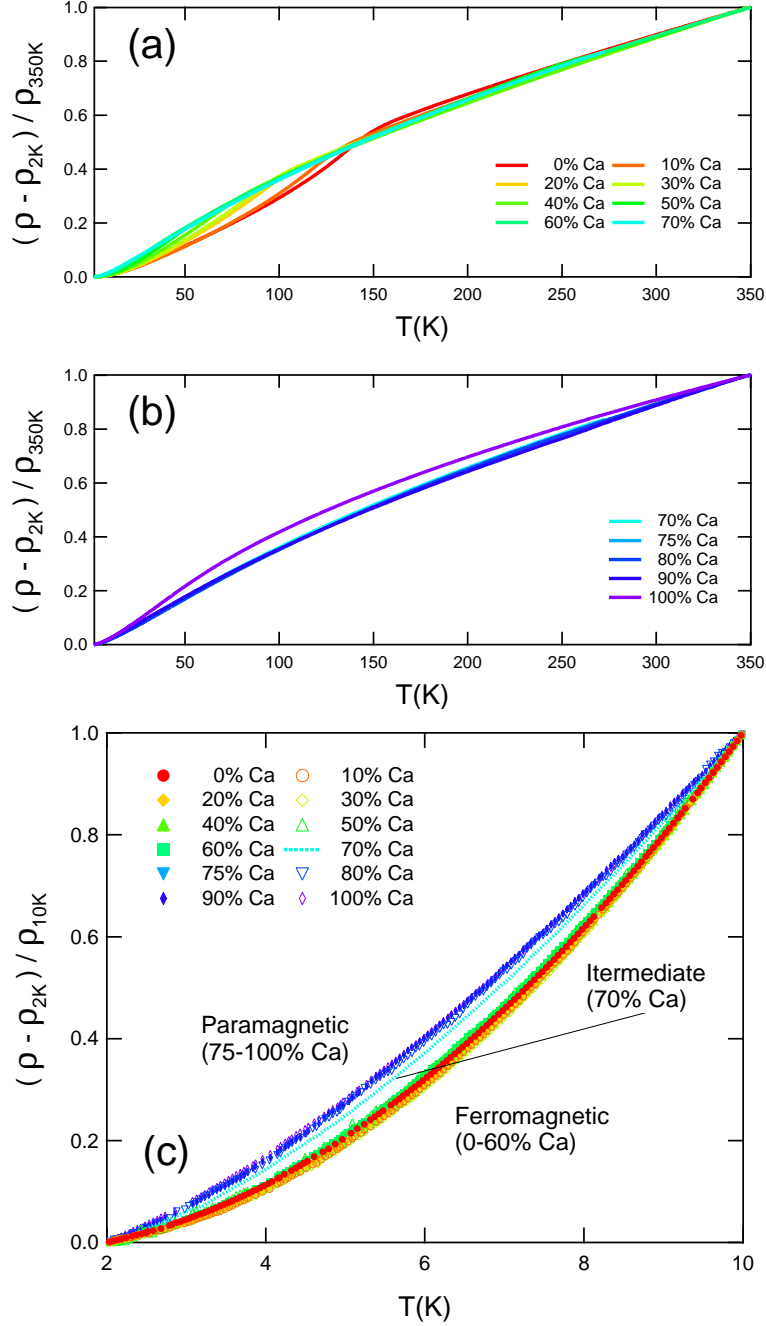 (a)
1.0
0.8
0.6
0.4
0.2
0.0
( ρ - ρ2K ) / ρ350K
0% Ca 10% Ca
20% Ca 30% Ca
40% Ca 50% Ca
60% Ca 70% Ca
50 100 150 200 250 300 350
T(K)
(b)
1.0
0.8
0.6
0.4
0.2
0.0
( ρ - ρ2K ) / ρ350K
70% Ca
75% Ca
80% Ca
90% Ca
100% Ca
50 100 150 200 250 300 350
T(K)
1.0
0.8
0.6
0.4
0.2
0.0
( ρ - ρ2K ) / ρ10K
0% Ca 10% Ca
20% Ca 30% Ca
40% Ca 50% Ca
60% Ca 70% Ca
75% Ca 80% Ca
90% Ca 100% Ca
Itermediate
(70% Ca)
Paramagnetic
(75-100% Ca)
Ferromagnetic
(0-60% Ca)
(c)
2 4 6 8 10
T(K)